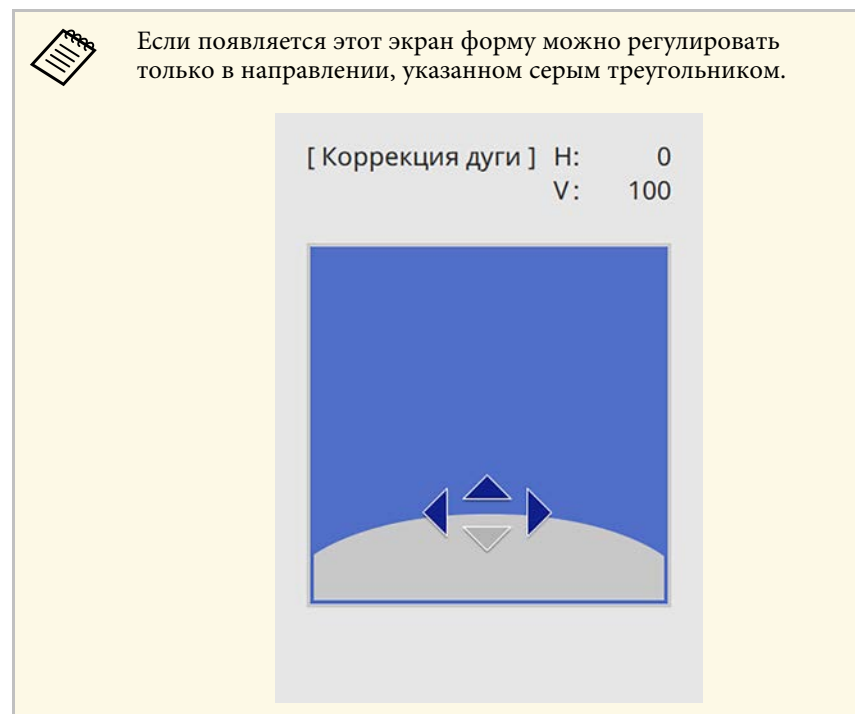 Если появляется этот экран форму можно регулировать
только в направлении, указанном серым треугольником.
[ Коррекция дуги ] H: 0
V: 100